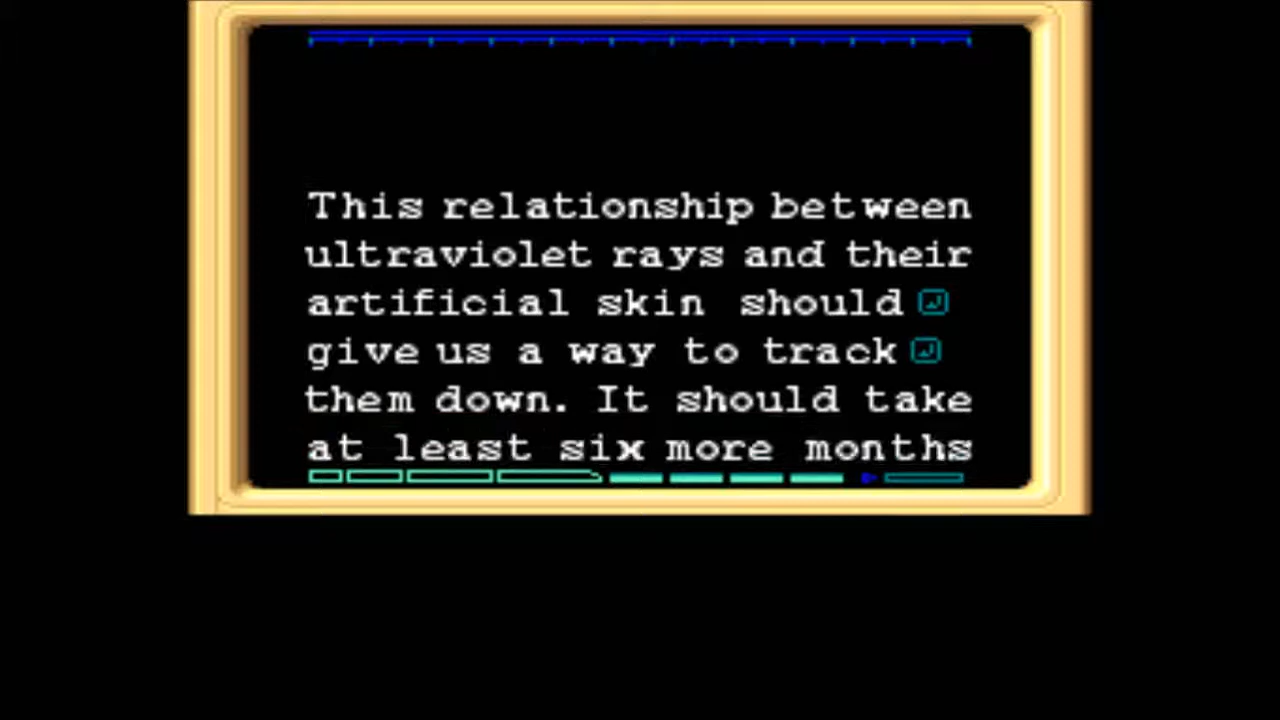 This relationship between
ultraviolet rays and their
artificial skin should
give us a way to track
them down. It should take
at least six more months